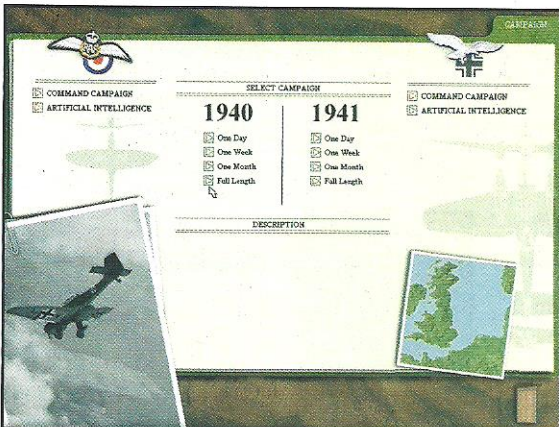 CAMPAIGN
COMMAND CAMPAIGN
ARTIFICIAL INTELLIGENCE
SELECT CAMPAIGN
1940
One Day
One Week
One Month
Full Length
1941
One Day
One Week
One Month
Full Length
DESCRIPTION
COMMAND CAMPAIGN
ARTIFICIAL INTELLIGENCE